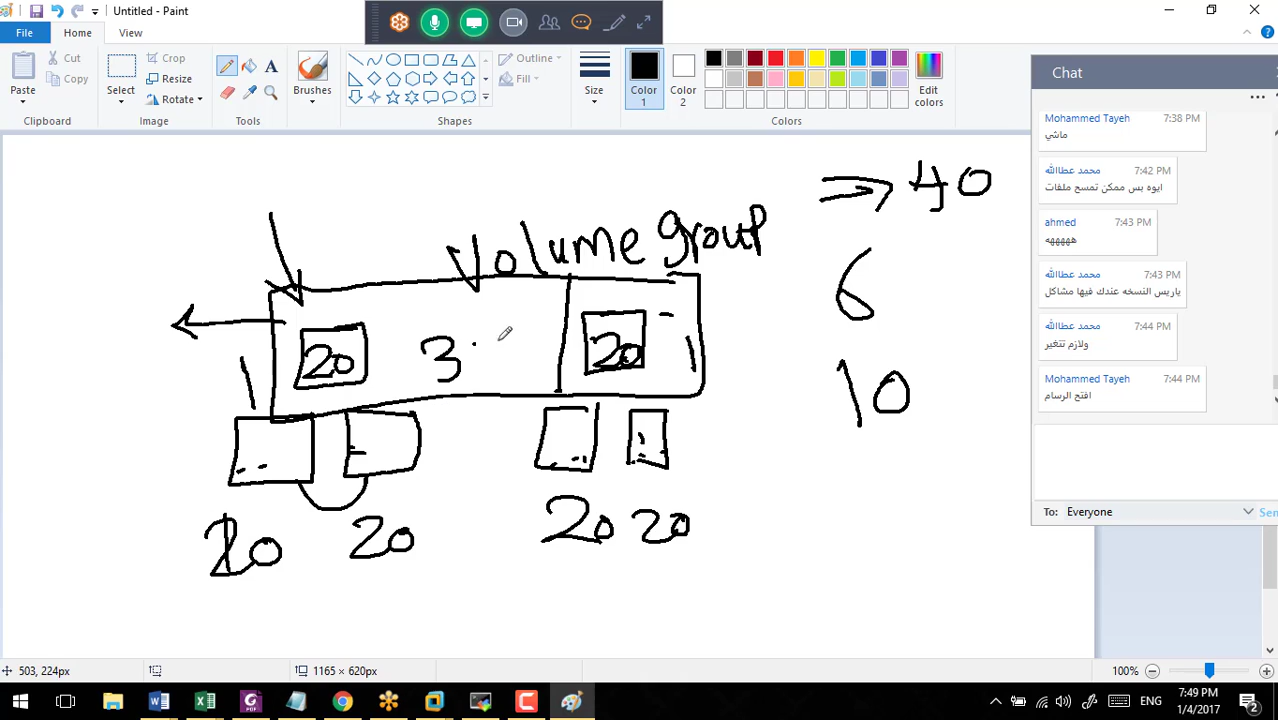 Untitled - Paint
File
Home
View
Paste
Cut
Copy
Clipboard
Select
Crop
Resize
Rotate
Image
Tools
Brushes
Shapes
Outline
Fill
Size
Color 1
Color 2
Edit colors
Colors
Chat
Mohammed Tayeh 7:38 PM
ماشي
محمد عطاالله 7:42 PM
ايوه بس ممكن تمسح ملفات
ahmed 7:43 PM
هههههه
محمد عطاالله 7:43 PM
ياريس النسخه عندك فيها مشاكل
محمد عطاالله 7:44 PM
ولازم تتغير
Mohammed Tayeh 7:44 PM
افتح الرسام
To: Everyone
Send
Volume group
40
6
10
20
3
20
20
20
20
503, 224px
1165 × 620px
100%
ENG
7:49 PM
1/4/2017
2